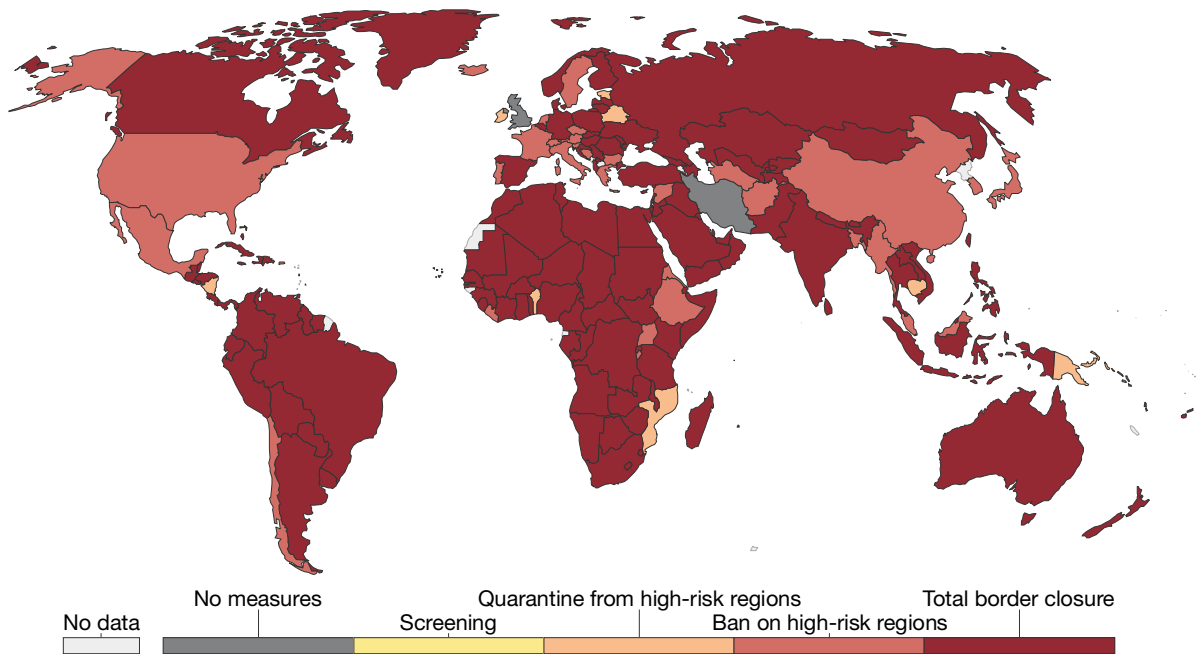 No measures
Quarantine from high-risk regions
Total border closure
No data
Screening
Ban on high-risk regions